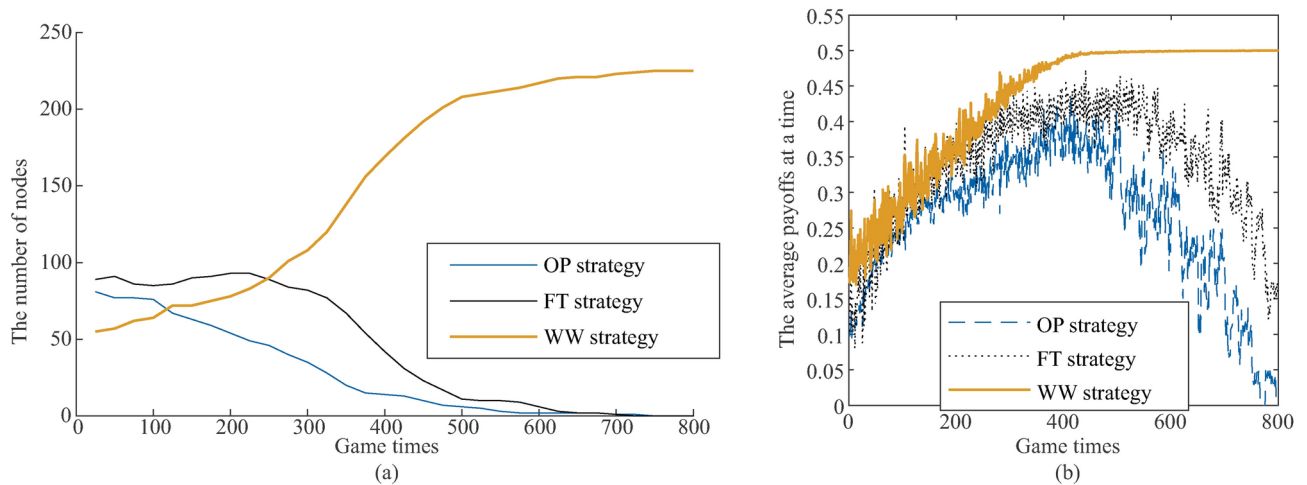 250
200
150
100
50
0
The number of nodes
0
100
200
300
400
500
600
700
800
Game times
OP strategy
FT strategy
WW strategy
(a)
0.55
0.5
0.45
0.4
0.35
0.3
0.25
0.2
0.15
0.1
0.05
0
The average payoffs at a time
0
200
400
600
800
Game times
OP strategy
FT strategy
WW strategy
(b)